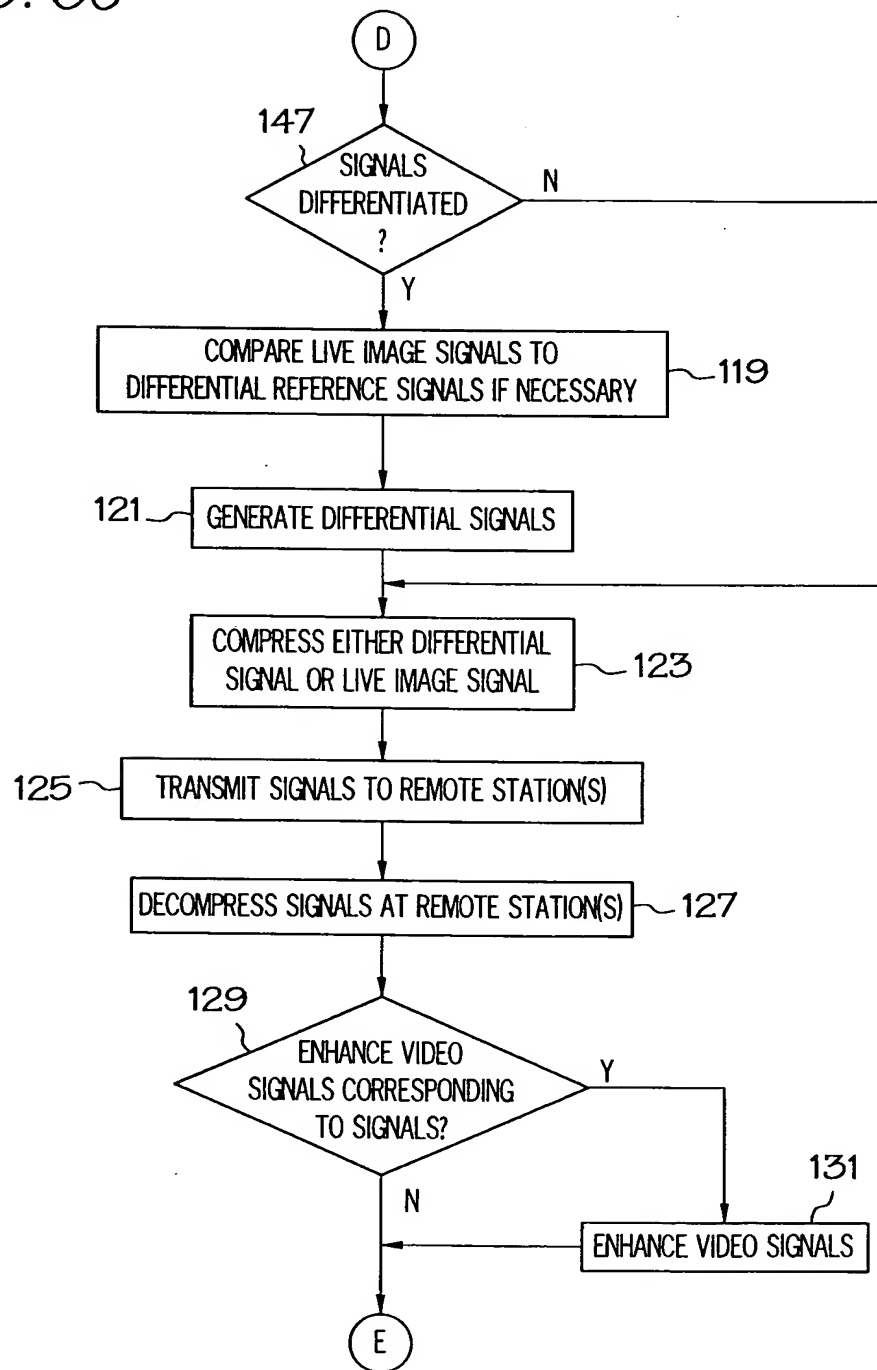 D
147
SIGNALS
DIFFERENTIATED
?
N
Y
COMPARE LIVE IMAGE SIGNALS TO
DIFFERENTIAL REFERENCE SIGNALS IF NECESSARY
119
121
GENERATE DIFFERENTIAL SIGNALS
COMPRESS EITHER DIFFERENTIAL
SIGNAL OR LIVE IMAGE SIGNAL
123
125
TRANSMIT SIGNALS TO REMOTE STATION(S)
DECOMPRESS SIGNALS AT REMOTE STATION(S)
127
129
ENHANCE VIDEO
SIGNALS CORRESPONDING
TO SIGNALS?
Y
N
131
ENHANCE VIDEO SIGNALS
E